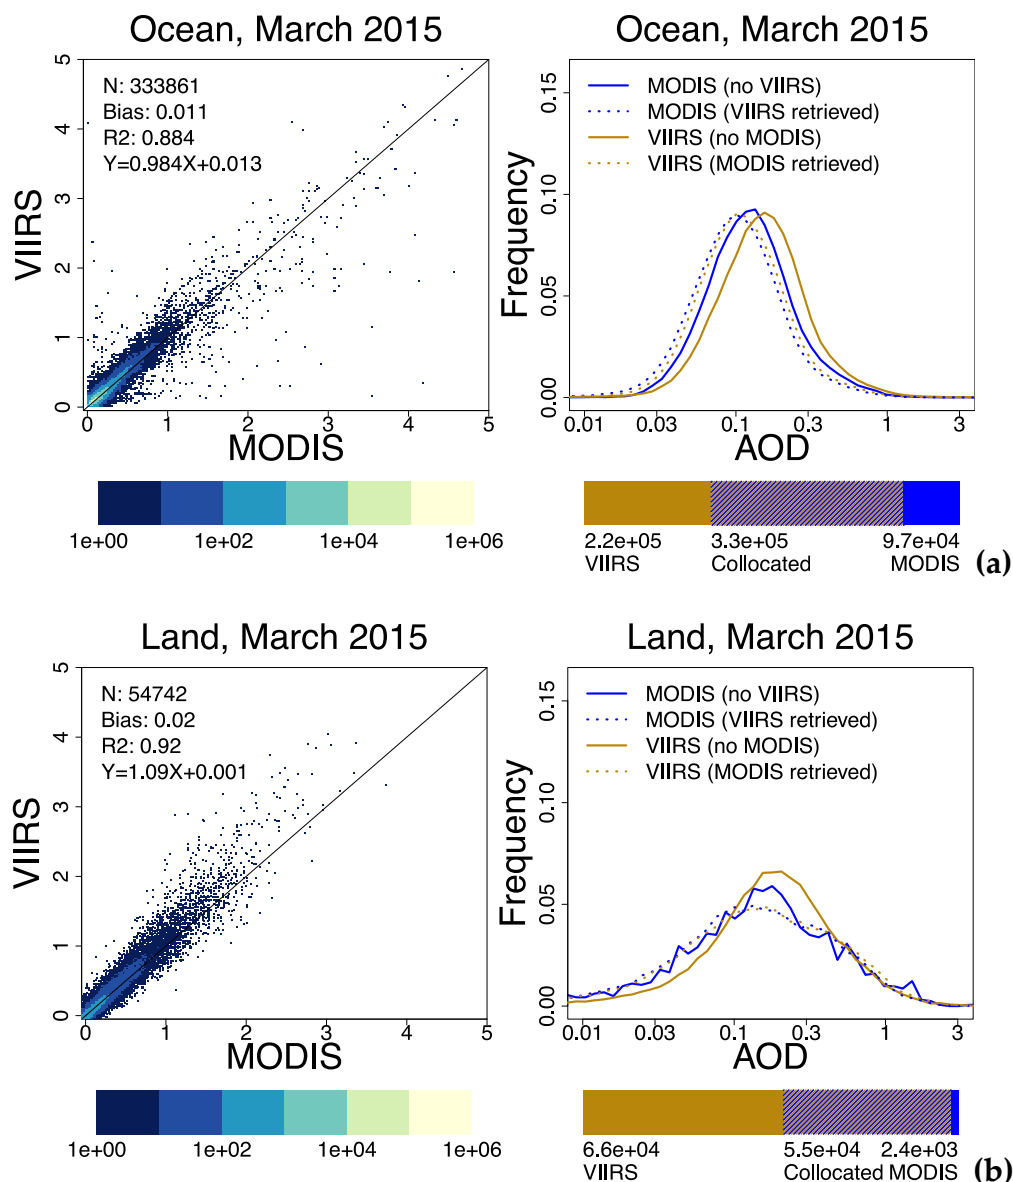 Ocean, March 2015
N: 333861
Bias: 0.011
R2: 0.884
Y=0.984X+0.013
VIIRS
0
1
2
3
4
5
0
1
2
3
4
5
MODIS
1e+00
1e+02
1e+04
1e+06
Ocean, March 2015
MODIS (no VIIRS)
MODIS (VIIRS retrieved)
VIIRS (no MODIS)
VIIRS (MODIS retrieved)
Frequency
0.00
0.05
0.10
0.15
0.01
0.03
0.1
0.3
1
3
AOD
2.2e+05
3.3e+05
9.7e+04
VIIRS
Collocated
MODIS
(a)
Land, March 2015
N: 54742
Bias: 0.02
R2: 0.92
Y=1.09X+0.001
VIIRS
0
1
2
3
4
5
0
1
2
3
4
5
MODIS
1e+00
1e+02
1e+04
1e+06
Land, March 2015
MODIS (no VIIRS)
MODIS (VIIRS retrieved)
VIIRS (no MODIS)
VIIRS (MODIS retrieved)
Frequency
0.00
0.05
0.10
0.15
0.01
0.03
0.1
0.3
1
3
AOD
6.6e+04
5.5e+04
2.4e+03
VIIRS
Collocated
MODIS
(b)